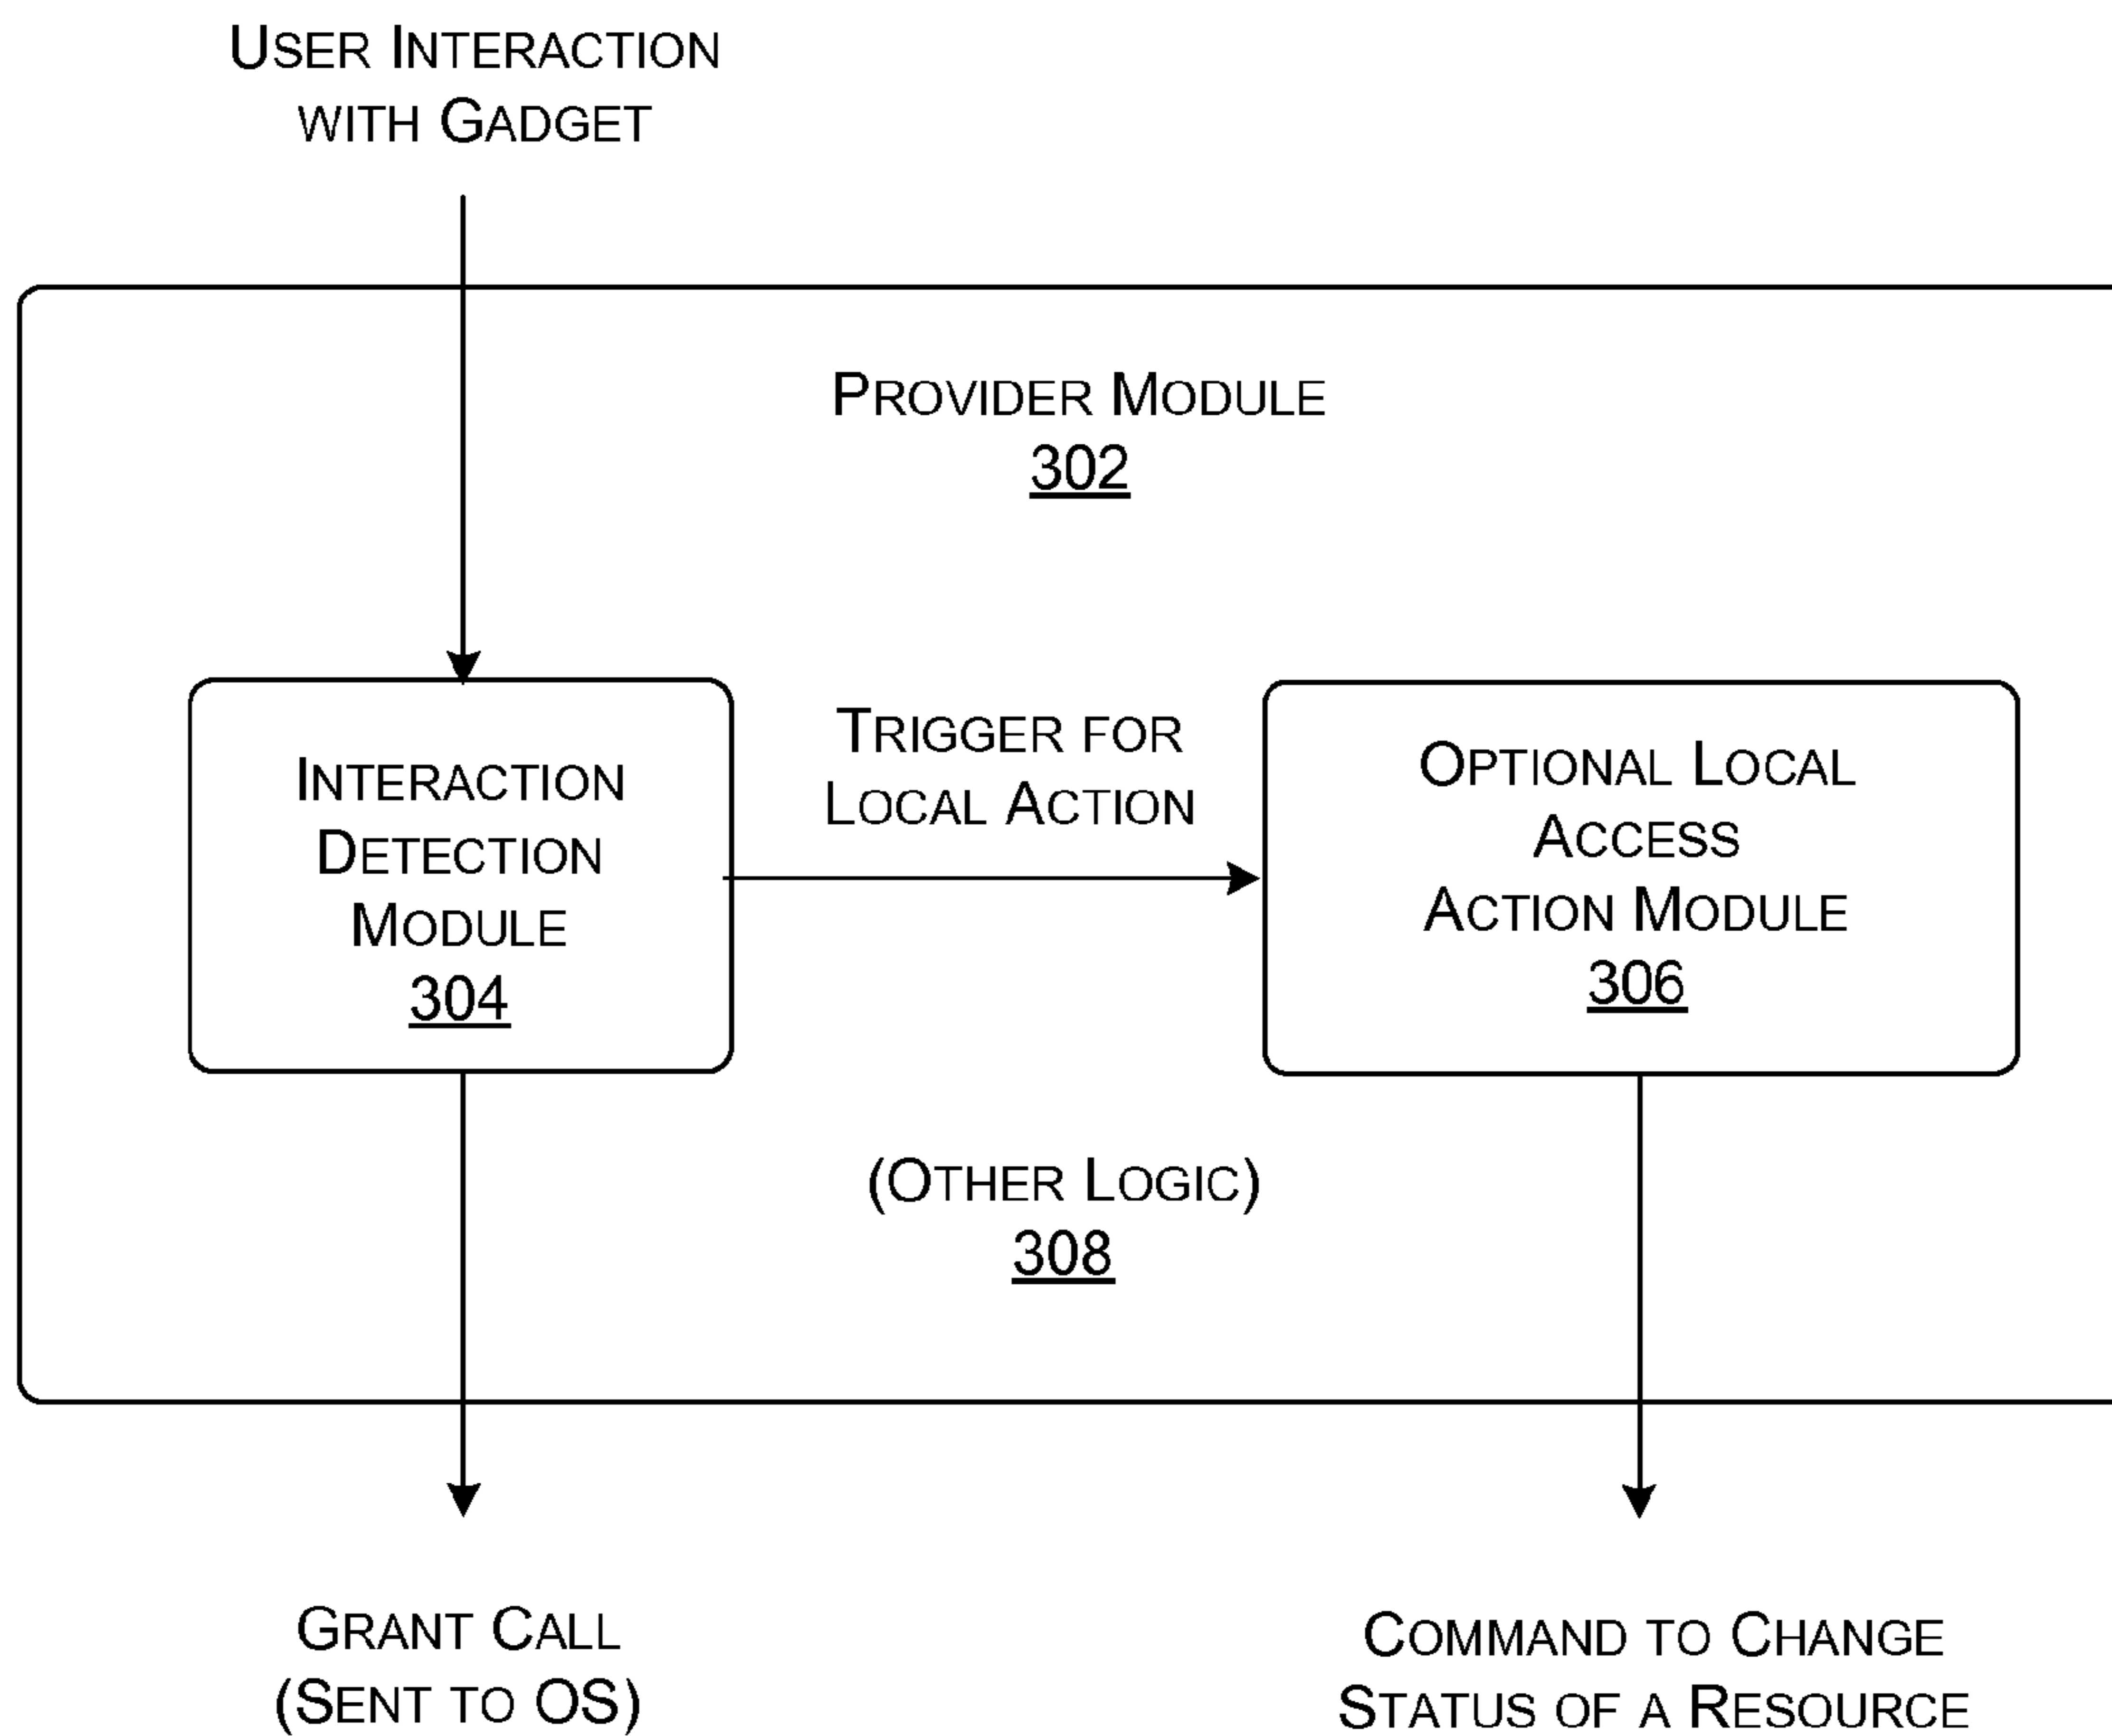 USER INTERACTION
WITH GADGET
PROVIDER MODULE
302
INTERACTION
DETECTION
MODULE
304
TRIGGER FOR
LOCAL ACTION
OPTIONAL LOCAL
ACCESS
ACTION MODULE
306
(OTHER LOGIC)
308
GRANT CALL
(SENT TO OS)
COMMAND TO CHANGE
STATUS OF A RESOURCE